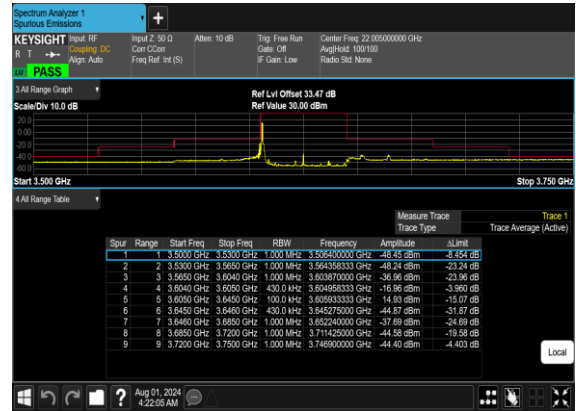 Spectrum Analyzer 1
Spurious Emissions
KEYSIGHT Input: RF Input Z: 50 Ω Atten: 10 dB Trig: Free Run Center Freq: 22.005000000 GHz
R T Coupling: DC Corr CCorr Gate: Off Avg|Hold: 100/100
Align: Auto Freq Ref: Int (S) IF Gain: Low Radio Std: None
PASS
3 All Range Graph
Ref Lvl Offset 33.47 dB
Scale/Div 10.0 dB Ref Value 30.00 dBm
20.0
0.00
-20.0
-40.0
-60.0
Start 3.500 GHz Stop 3.750 GHz
4 All Range Table
Measure Trace Trace 1
Trace Type Trace Average (Active)
Spur Range Start Freq Stop Freq RBW Frequency Amplitude ΔLimit
1 1 3.5000 GHz 3.5300 GHz 1.000 MHz 3.506400000 GHz -48.45 dBm -8.454 dB
2 2 3.5300 GHz 3.5650 GHz 1.000 MHz 3.564358333 GHz -48.24 dBm -23.24 dB
3 3 3.5650 GHz 3.6040 GHz 1.000 MHz 3.603870000 GHz -36.96 dBm -23.96 dB
4 4 3.6040 GHz 3.6050 GHz 430.0 kHz 3.604958333 GHz -16.96 dBm -3.960 dB
5 5 3.6050 GHz 3.6450 GHz 100.0 kHz 3.605933333 GHz 14.93 dBm -15.07 dB
6 6 3.6450 GHz 3.6460 GHz 430.0 kHz 3.645275000 GHz -44.87 dBm -31.87 dB
7 7 3.6460 GHz 3.6850 GHz 1.000 MHz 3.652240000 GHz -37.69 dBm -24.69 dB
8 8 3.6850 GHz 3.7200 GHz 1.000 MHz 3.711425000 GHz -44.58 dBm -19.58 dB
9 9 3.7200 GHz 3.7500 GHz 1.000 MHz 3.746900000 GHz -44.40 dBm -4.403 dB
Local
? Aug 01, 2024
4:22:05 AM